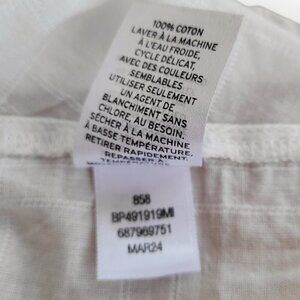 100% COTON
LAVER À LA MACHINE
À L'EAU FROIDE,
CYCLE DÉLICAT,
AVEC DES COULEURS
SEMBLABLES
UTILISER SEULEMENT
UN AGENT DE
BLANCHIMENT SANS
CHLORE, AU BESOIN.
SÉCHER À LA MACHINE
À BASSE TEMPÉRATURE,
RETIRER RAPIDEMENT.
REPASSER À
858
BP491919MI
687969751
MAR24